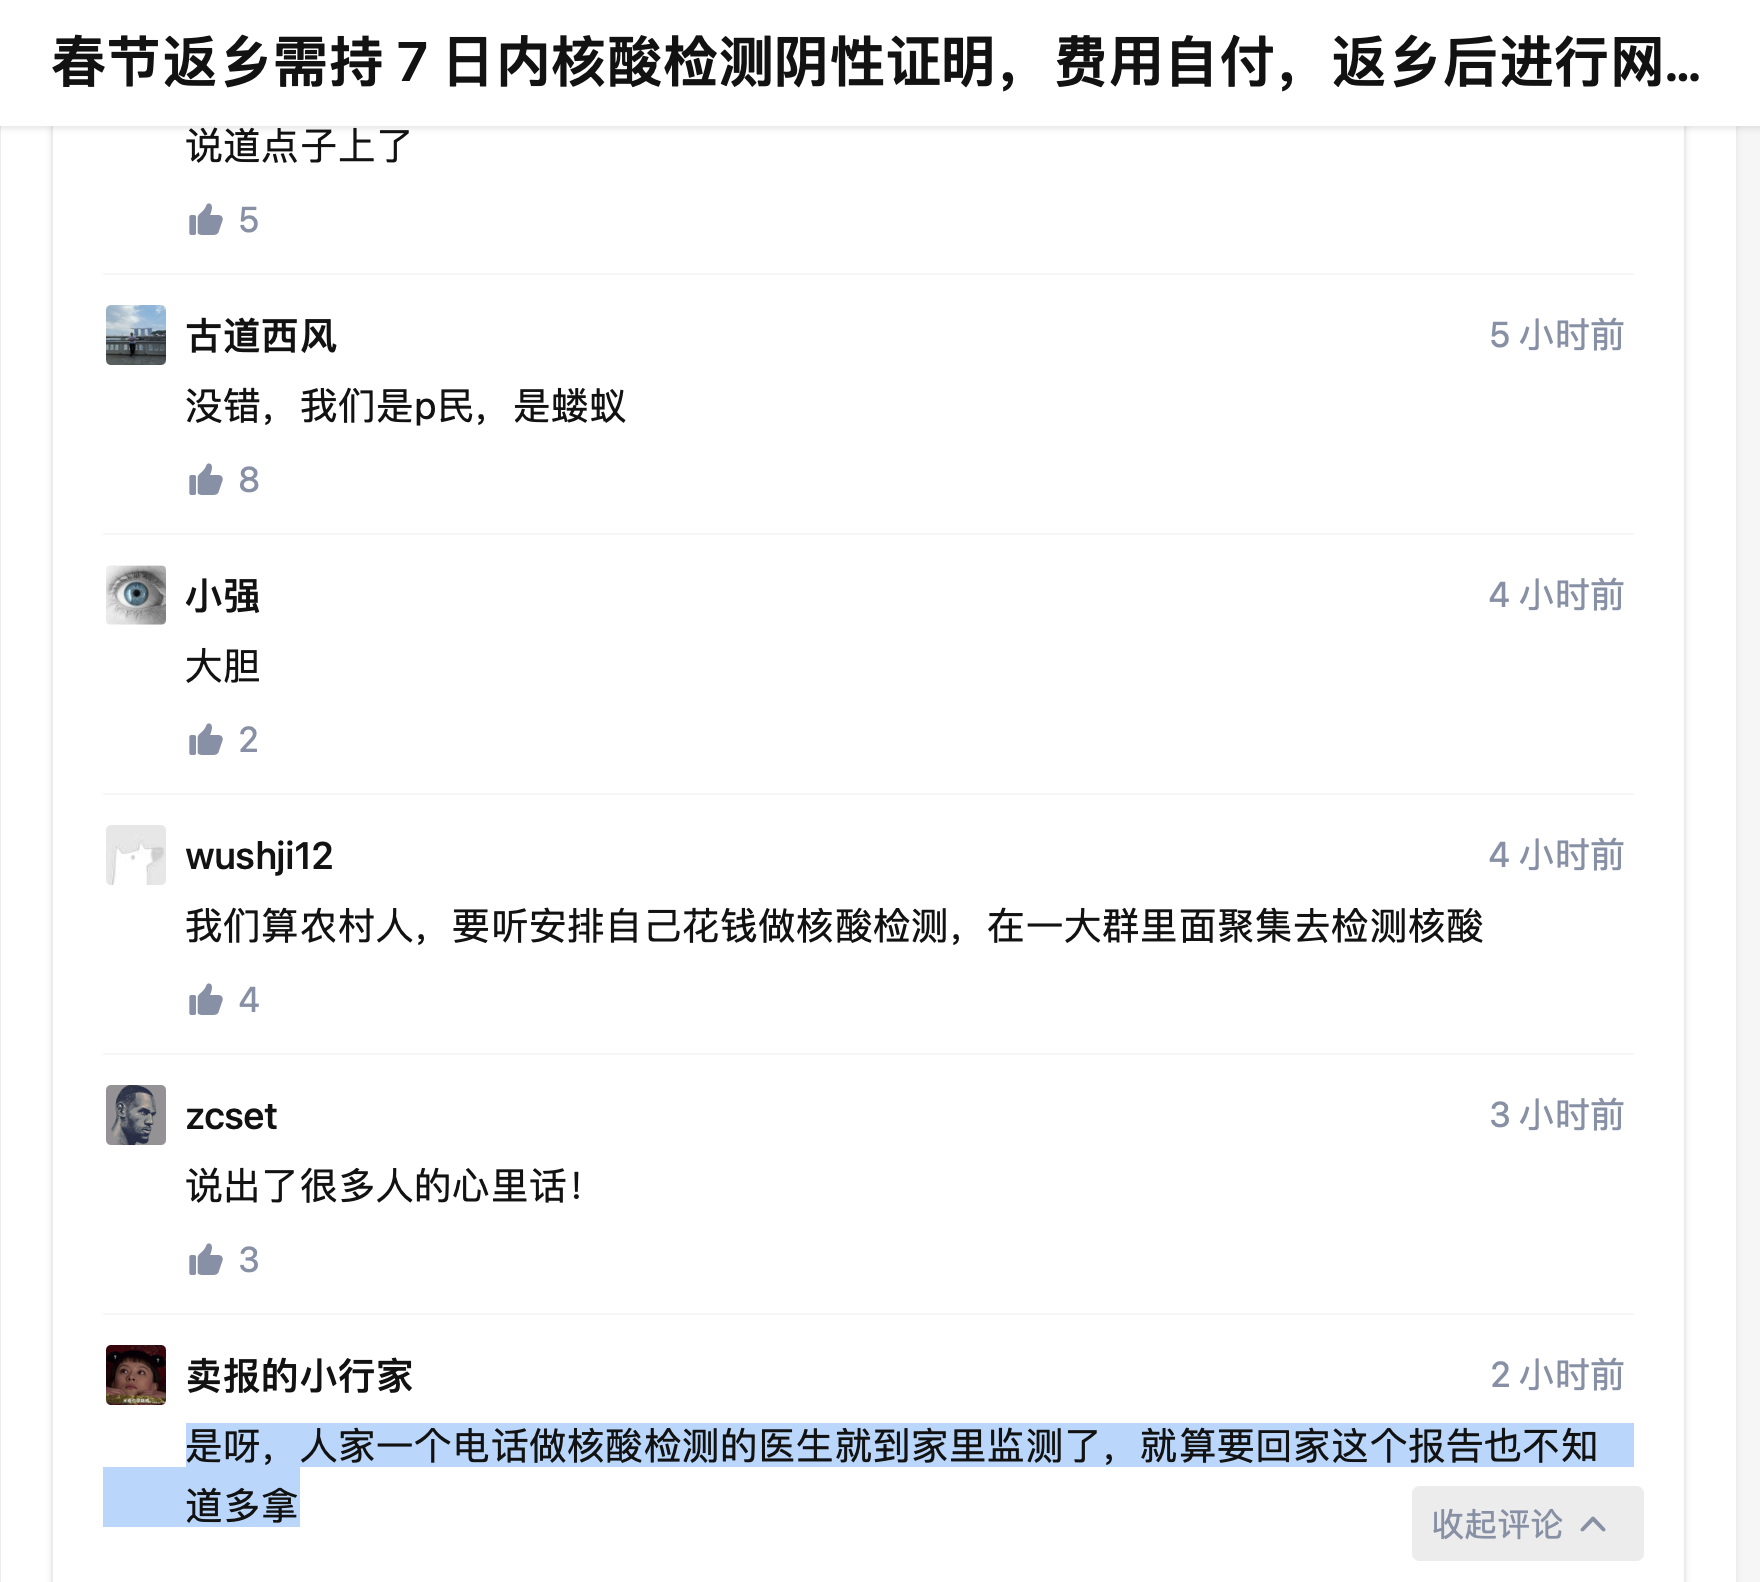 春节返乡需持 7 日内核酸检测阴性证明，费用自付，返乡后进行网...
说道点子上了
5
古道西风
5 小时前
没错，我们是p民，是蝼蚁
8
小强
4 小时前
大胆
2
wushji12
4 小时前
我们算农村人，要听安排自己花钱做核酸检测，在一大群里面聚集去检测核酸
4
zcset
3 小时前
说出了很多人的心里话！
3
卖报的小行家
2 小时前
是呀，人家一个电话做核酸检测的医生就到家里监测了，就算要回家这个报告也不知
道多拿
收起评论